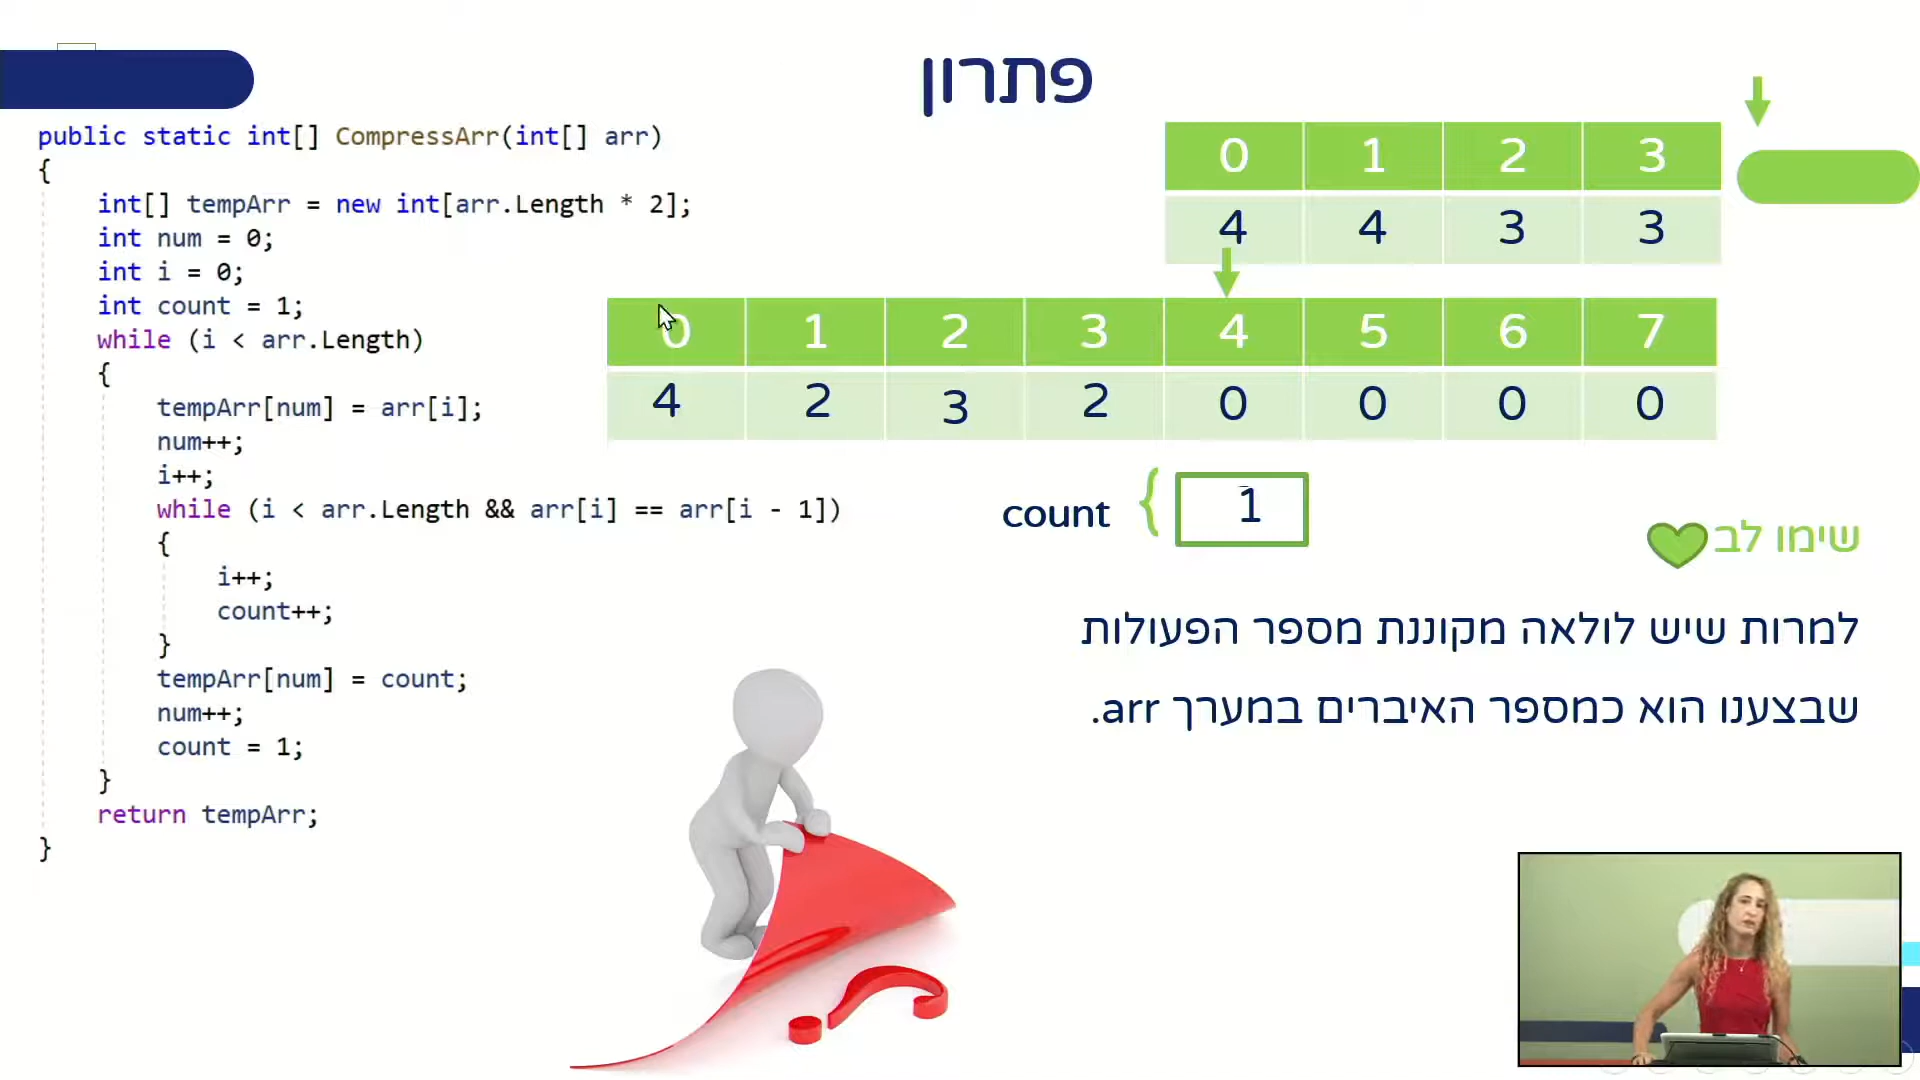 פתרון
public static int[] CompressArr(int[] arr)
{
int[] tempArr = new int[arr.Length * 2];
int num = 0;
int i = 0;
int count = 1;
while (i < arr.Length)
{
tempArr[num] = arr[i];
num++;
i++;
while (i < arr.Length && arr[i] == arr[i - 1])
{
i++;
count++;
}
tempArr[num] = count;
num++;
count = 1;
}
return tempArr;
}
0 1 2 3
4 4 3 3
0 1 2 3 4 5 6 7
4 2 3 2 0 0 0 0
count { 1
שימו לב
למרות שיש לולאה מקוננת מספר הפעולות
שבצענו הוא כמספר האיברים במערך arr.